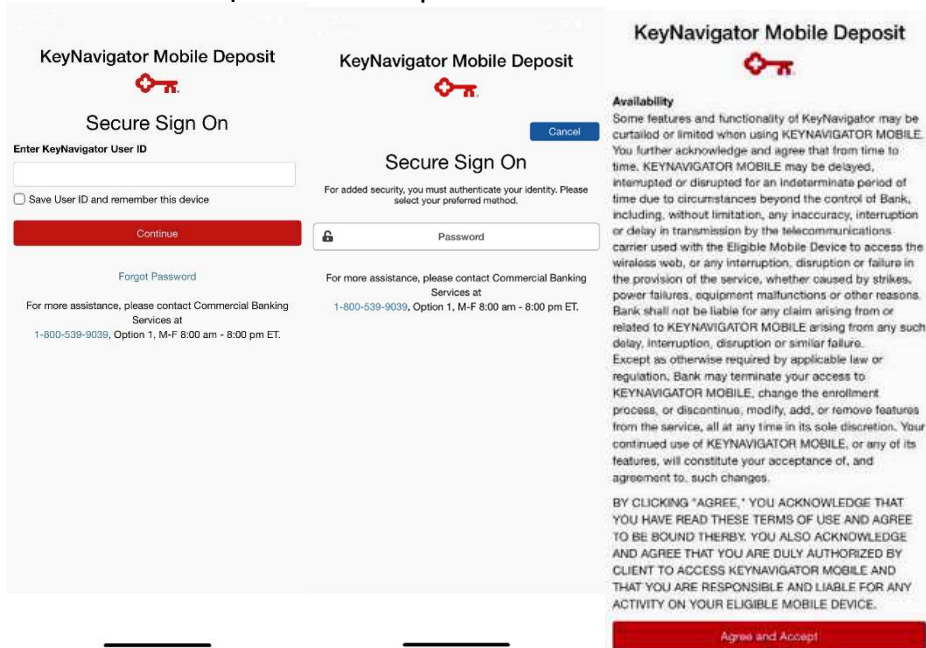 KeyNavigator Mobile Deposit
Secure Sign On
Enter KeyNavigator User ID
Save User ID and remember this device
Continue
Forgot Password
For more assistance, please contact Commercial Banking
Services at
1-800-539-9039, Option 1, M-F 8:00 am - 8:00 pm ET.
KeyNavigator Mobile Deposit
Cancel
Secure Sign On
For added security, you must authenticate your identity. Please
select your preferred method.
Password
For more assistance, please contact Commercial Banking
Services at
1-800-539-9039, Option 1, M-F 8:00 am - 8:00 pm ET.
KeyNavigator Mobile Deposit
Availability
Some features and functionality of KeyNavigator may be
curtailed or limited when using KEYNAVIGATOR MOBILE.
You further acknowledge and agree that from time to
time, KEYNAVIGATOR MOBILE may be delayed,
interrupted or disrupted for an indeterminate period of
time due to circumstances beyond the control of Bank,
including, without limitation, any inaccuracy, interruption
or delay in transmission by the telecommunications
carrier used with the Eligible Mobile Device to access the
wireless web, or any interruption, disruption or failure in
the provision of the service, whether caused by strikes,
power failures, equipment malfunctions or other reasons.
Bank shall not be liable for any claim arising from or
related to KEYNAVIGATOR MOBILE arising from any such
delay, interruption, disruption or similar failure.
Except as otherwise required by applicable law or
regulation, Bank may terminate your access to
KEYNAVIGATOR MOBILE, change the enrollment
process, or discontinue, modify, add, or remove features
from the service, all at any time in its sole discretion. Your
continued use of KEYNAVIGATOR MOBILE, or any of its
features, will constitute your acceptance of, and
agreement to, such changes.
BY CLICKING "AGREE," YOU ACKNOWLEDGE THAT
YOU HAVE READ THESE TERMS OF USE AND AGREE
TO BE BOUND THERBY. YOU ALSO ACKNOWLEDGE
AND AGREE THAT YOU ARE DULY AUTHORIZED BY
CLIENT TO ACCESS KEYNAVIGATOR MOBILE AND
THAT YOU ARE RESPONSIBLE AND LIABLE FOR ANY
ACTIVITY ON YOUR ELIGIBLE MOBILE DEVICE.
Agree and Accept